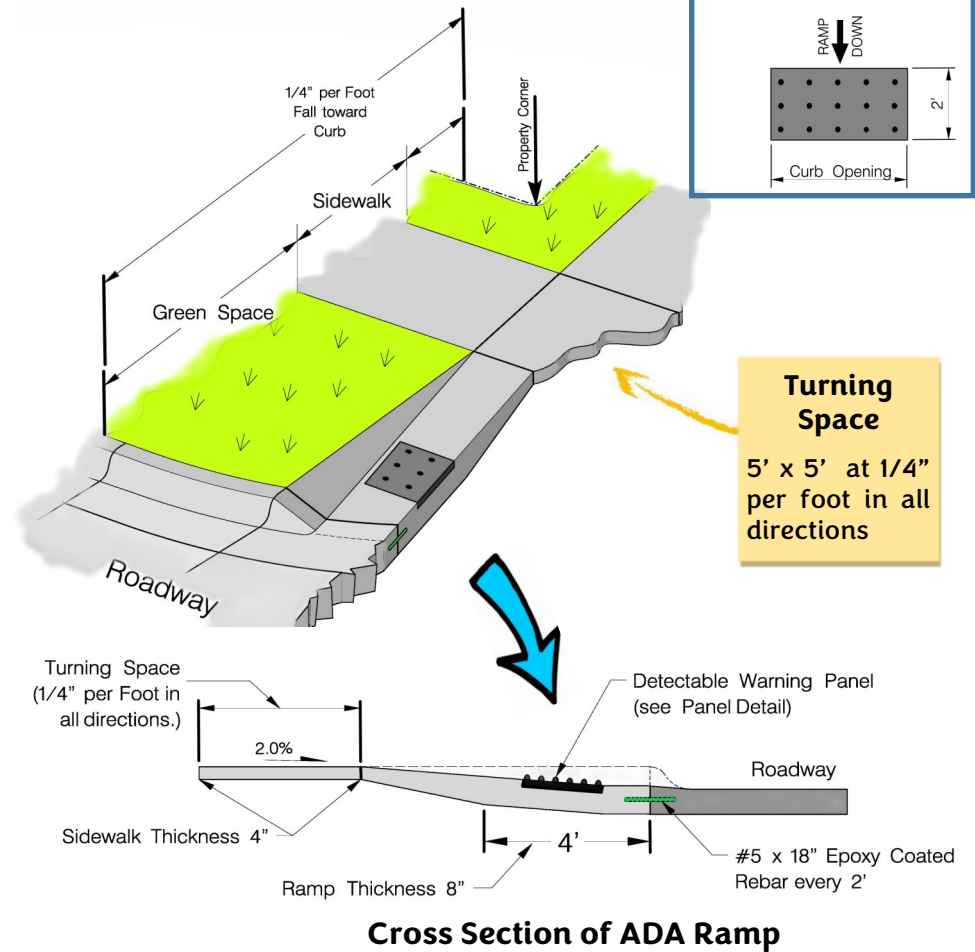 1/4” per Foot
Fall toward
Curb
Property Corner
RAMP
DOWN
2'
Curb Opening
Sidewalk
Green Space
Roadway
Turning
Space
5’ x 5’ at 1/4”
per foot in all
directions
Turning Space
(1/4” per Foot in
all directions.)
2.0%
Detectable Warning Panel
(see Panel Detail)
Roadway
Sidewalk Thickness 4”
4’
Ramp Thickness 8”
#5 x 18” Epoxy Coated
Rebar every 2’
Cross Section of ADA Ramp